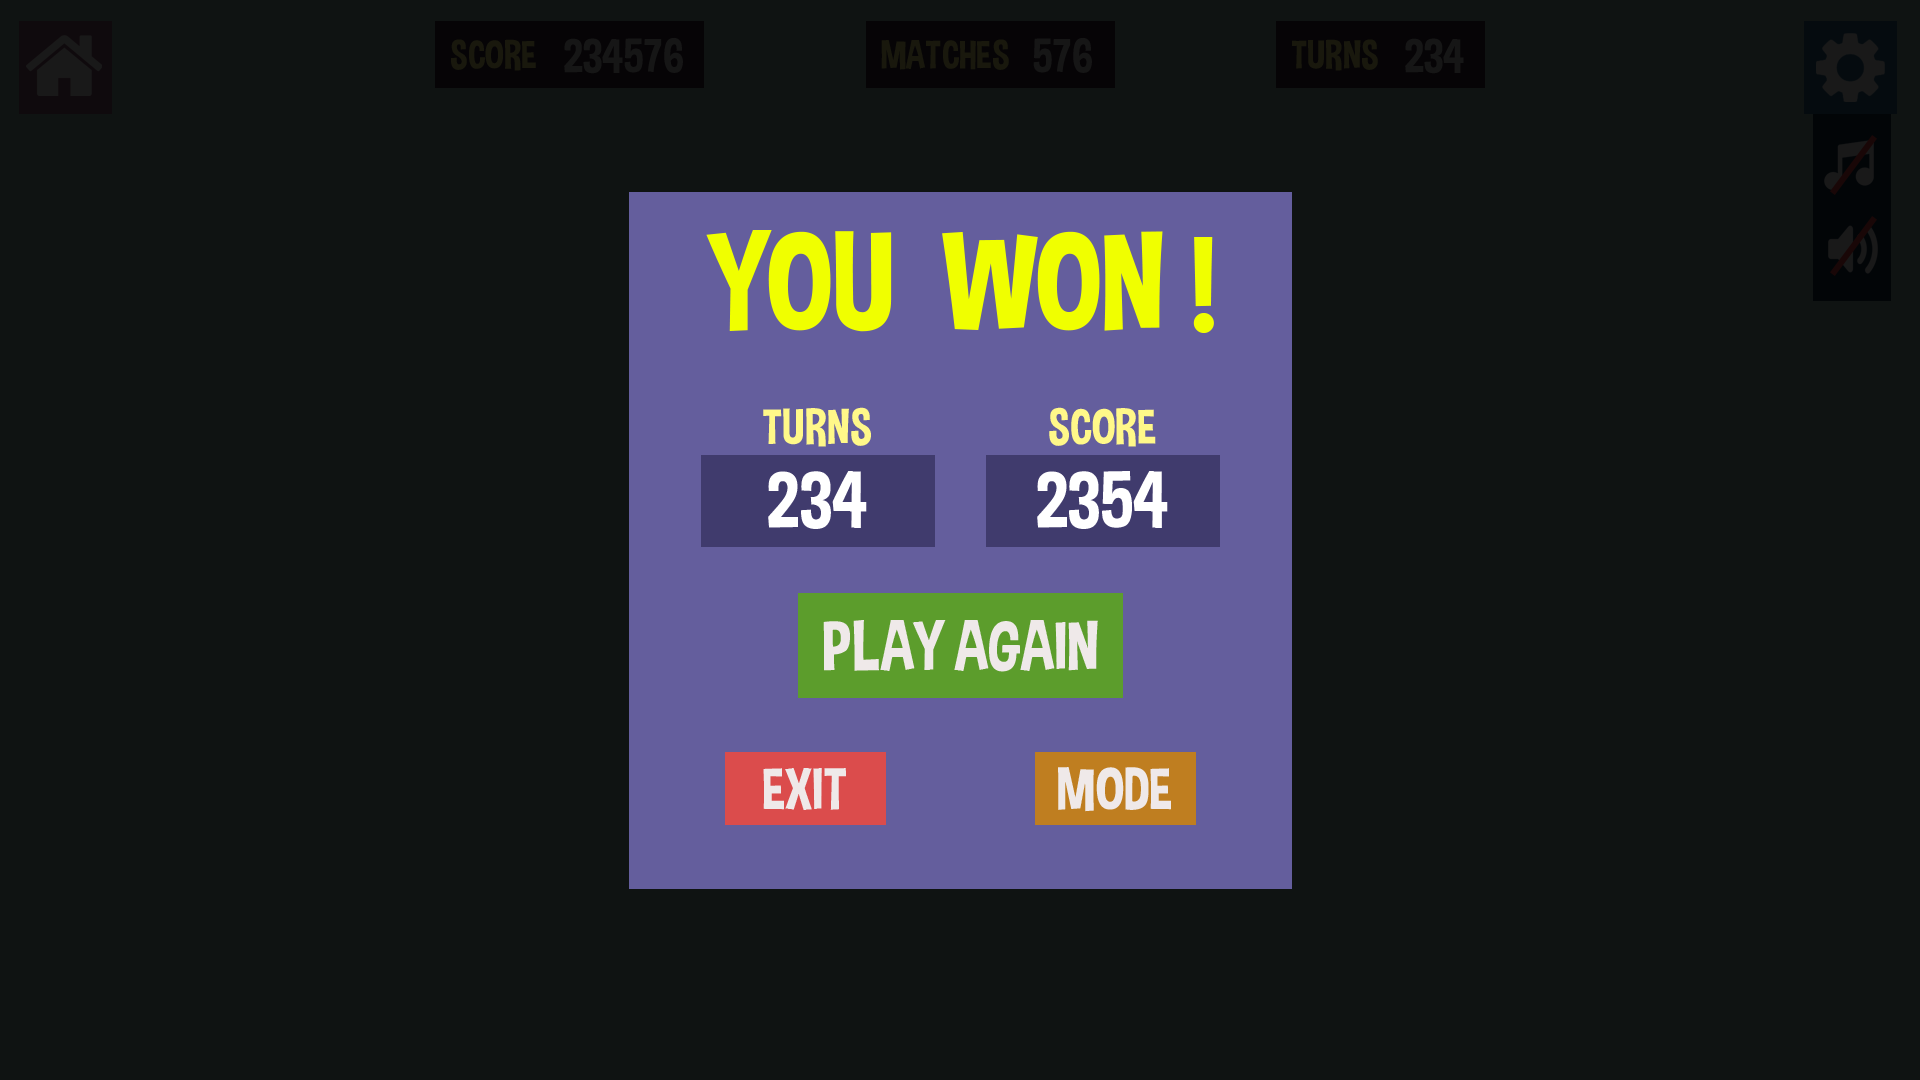 SCORE 234576 MATCHES 576 TURNS 234
YOU WON!
TURNS SCORE
234 2354
PLAY AGAIN
EXIT MODE